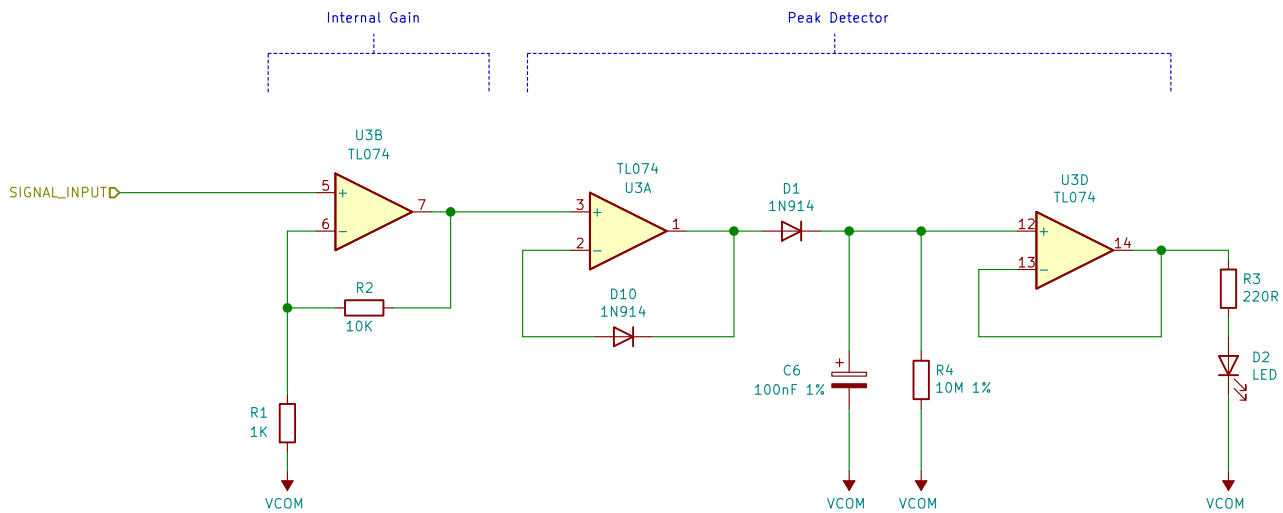 Internal Gain
Peak Detector
U3B
TL074
SIGNAL_INPUT
5
+
6
−
7
R2
10K
R1
1K
VCOM
TL074
U3A
3
+
2
−
1
D10
1N914
D1
1N914
C6
100nF 1%
+
VCOM
R4
10M 1%
VCOM
U3D
TL074
12
+
13
−
14
R3
220R
D2
LED
VCOM